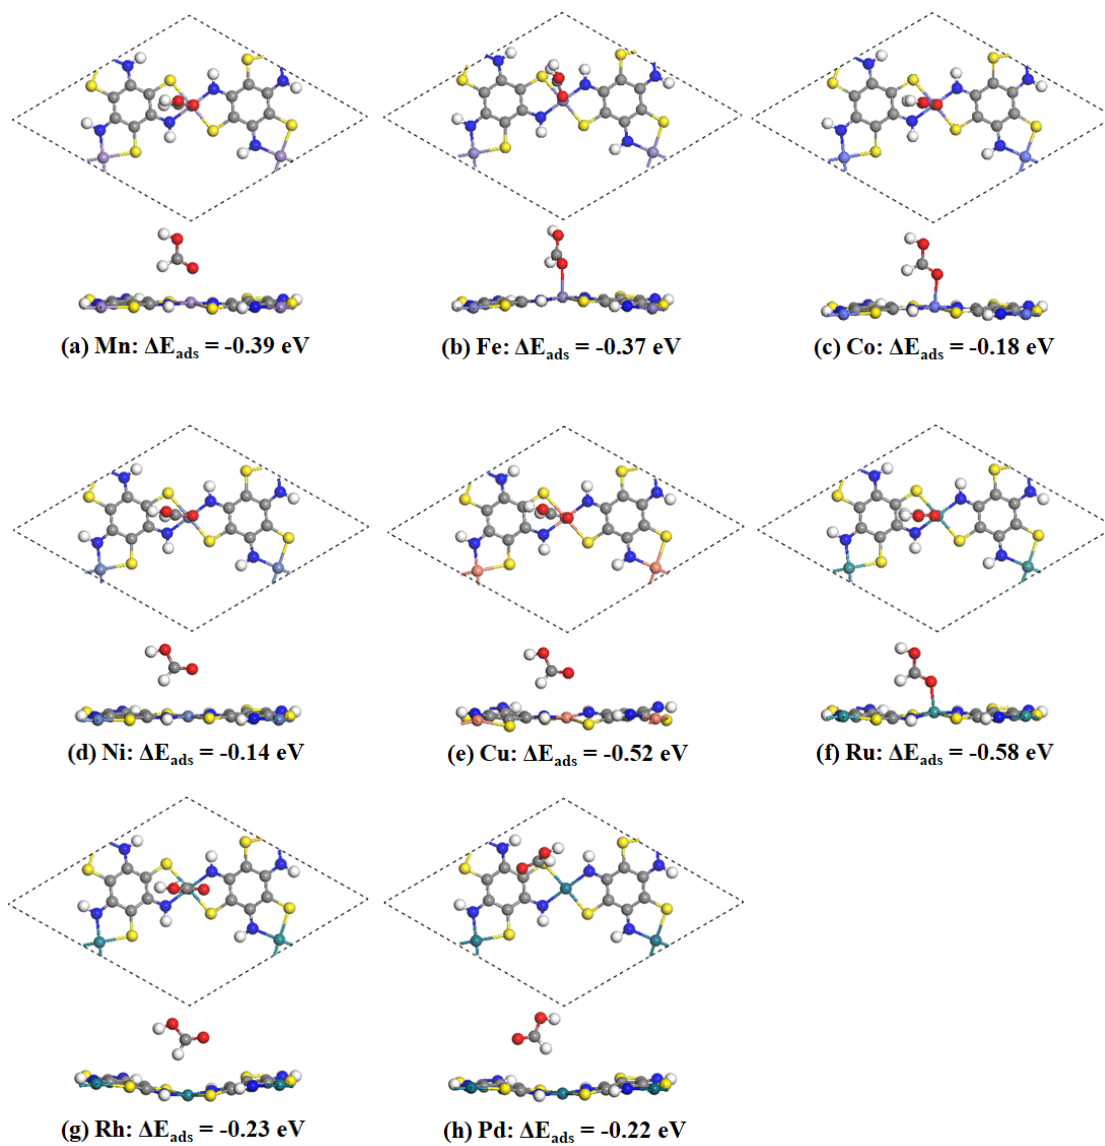 (a) Mn: ΔEads = -0.39 eV
(b) Fe: ΔEads = -0.37 eV
(c) Co: ΔEads = -0.18 eV
(d) Ni: ΔEads = -0.14 eV
(e) Cu: ΔEads = -0.52 eV
(f) Ru: ΔEads = -0.58 eV
(g) Rh: ΔEads = -0.23 eV
(h) Pd: ΔEads = -0.22 eV